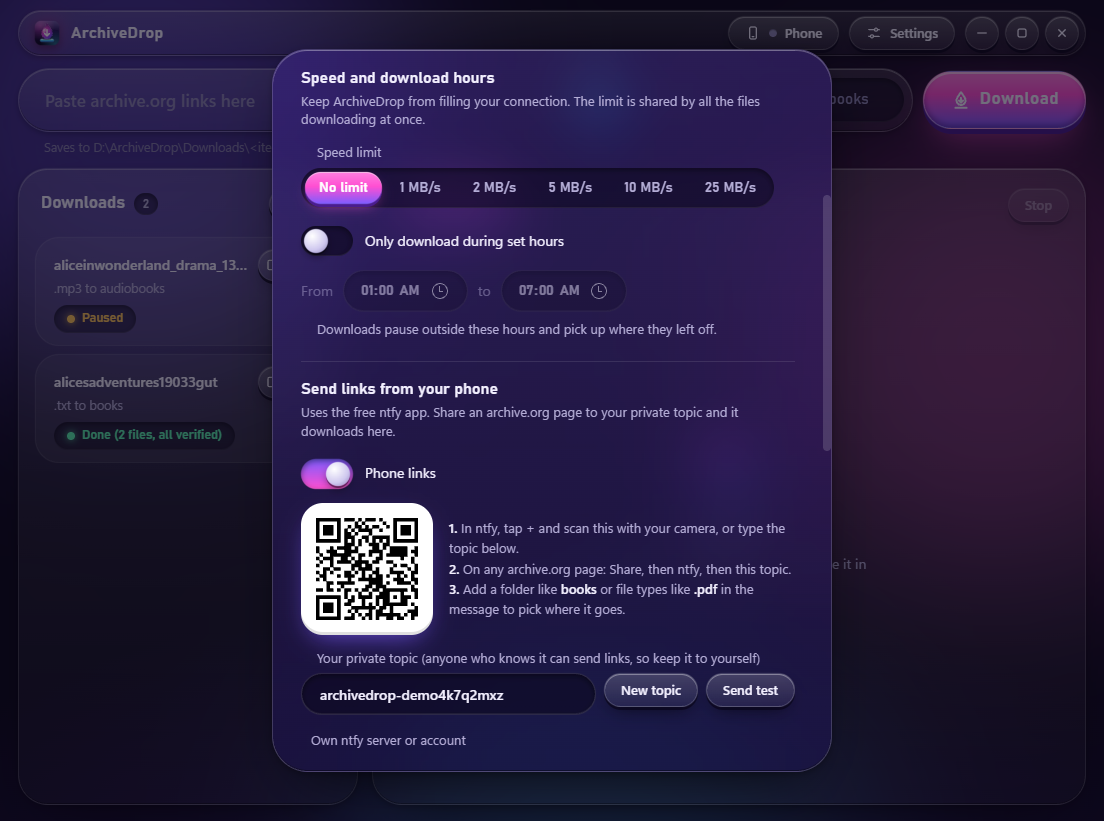 ArchiveDrop
Phone
Settings
Paste archive.org links here
books
Download
Saves to D:\ArchiveDrop\Downloads\<ite
Downloads 2
Stop
aliceinwonderland_drama_13...
.mp3 to audiobooks
Paused
alicesadventures19033gut
.txt to books
Done (2 files, all verified)
e it in
Speed and download hours
Keep ArchiveDrop from filling your connection. The limit is shared by all the files
downloading at once.
Speed limit
No limit 1 MB/s 2 MB/s 5 MB/s 10 MB/s 25 MB/s
Only download during set hours
From 01:00 AM to 07:00 AM
Downloads pause outside these hours and pick up where they left off.
Send links from your phone
Uses the free ntfy app. Share an archive.org page to your private topic and it
downloads here.
Phone links
1. In ntfy, tap + and scan this with your camera, or type the
topic below.
2. On any archive.org page: Share, then ntfy, then this topic.
3. Add a folder like books or file types like .pdf in the
message to pick where it goes.
Your private topic (anyone who knows it can send links, so keep it to yourself)
archivedrop-demo4k7q2mxz
New topic
Send test
Own ntfy server or account